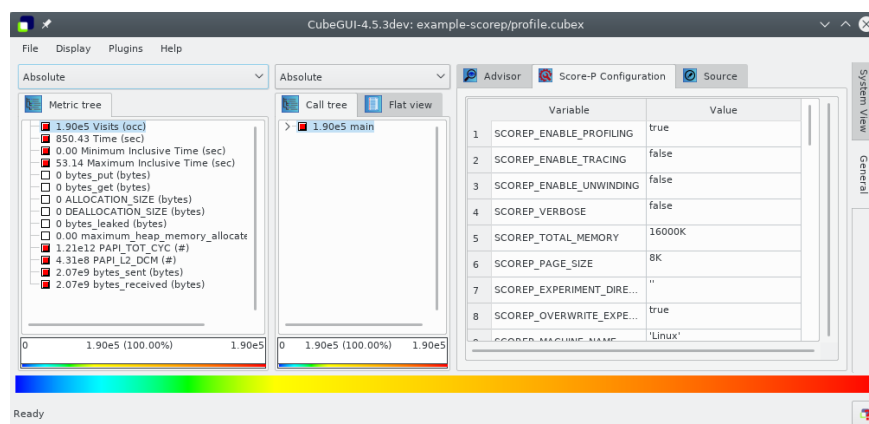 CubeGUI-4.5.3dev: example-scorep/profile.cubex
File Display Plugins Help
Absolute
Absolute
Advisor Score-P Configuration Source
Metric tree
Call tree Flat view
1.90e5 Visits (occ)
850.43 Time (sec)
0.00 Minimum Inclusive Time (sec)
53.14 Maximum Inclusive Time (sec)
0 bytes_put (bytes)
0 bytes_get (bytes)
0 ALLOCATION_SIZE (bytes)
0 DEALLOCATION_SIZE (bytes)
0 bytes_leaked (bytes)
0.00 maximum_heap_memory_allocate
1.21e12 PAPI_TOT_CYC (#)
4.31e8 PAPI_L2_DCM (#)
2.07e9 bytes_sent (bytes)
2.07e9 bytes_received (bytes)
0 1.90e5 (100.00%) 1.90e5
1.90e5 main
0 1.90e5 (100.00%) 1.90e5
Variable Value
1 SCOREP_ENABLE_PROFILING true
2 SCOREP_ENABLE_TRACING false
3 SCOREP_ENABLE_UNWINDING false
4 SCOREP_VERBOSE false
5 SCOREP_TOTAL_MEMORY 16000K
6 SCOREP_PAGE_SIZE 8K
7 SCOREP_EXPERIMENT_DIRE... ''
8 SCOREP_OVERWRITE_EXPE... true
SCOREP_MACHINE_NAME 'Linux'
System View
General
Ready